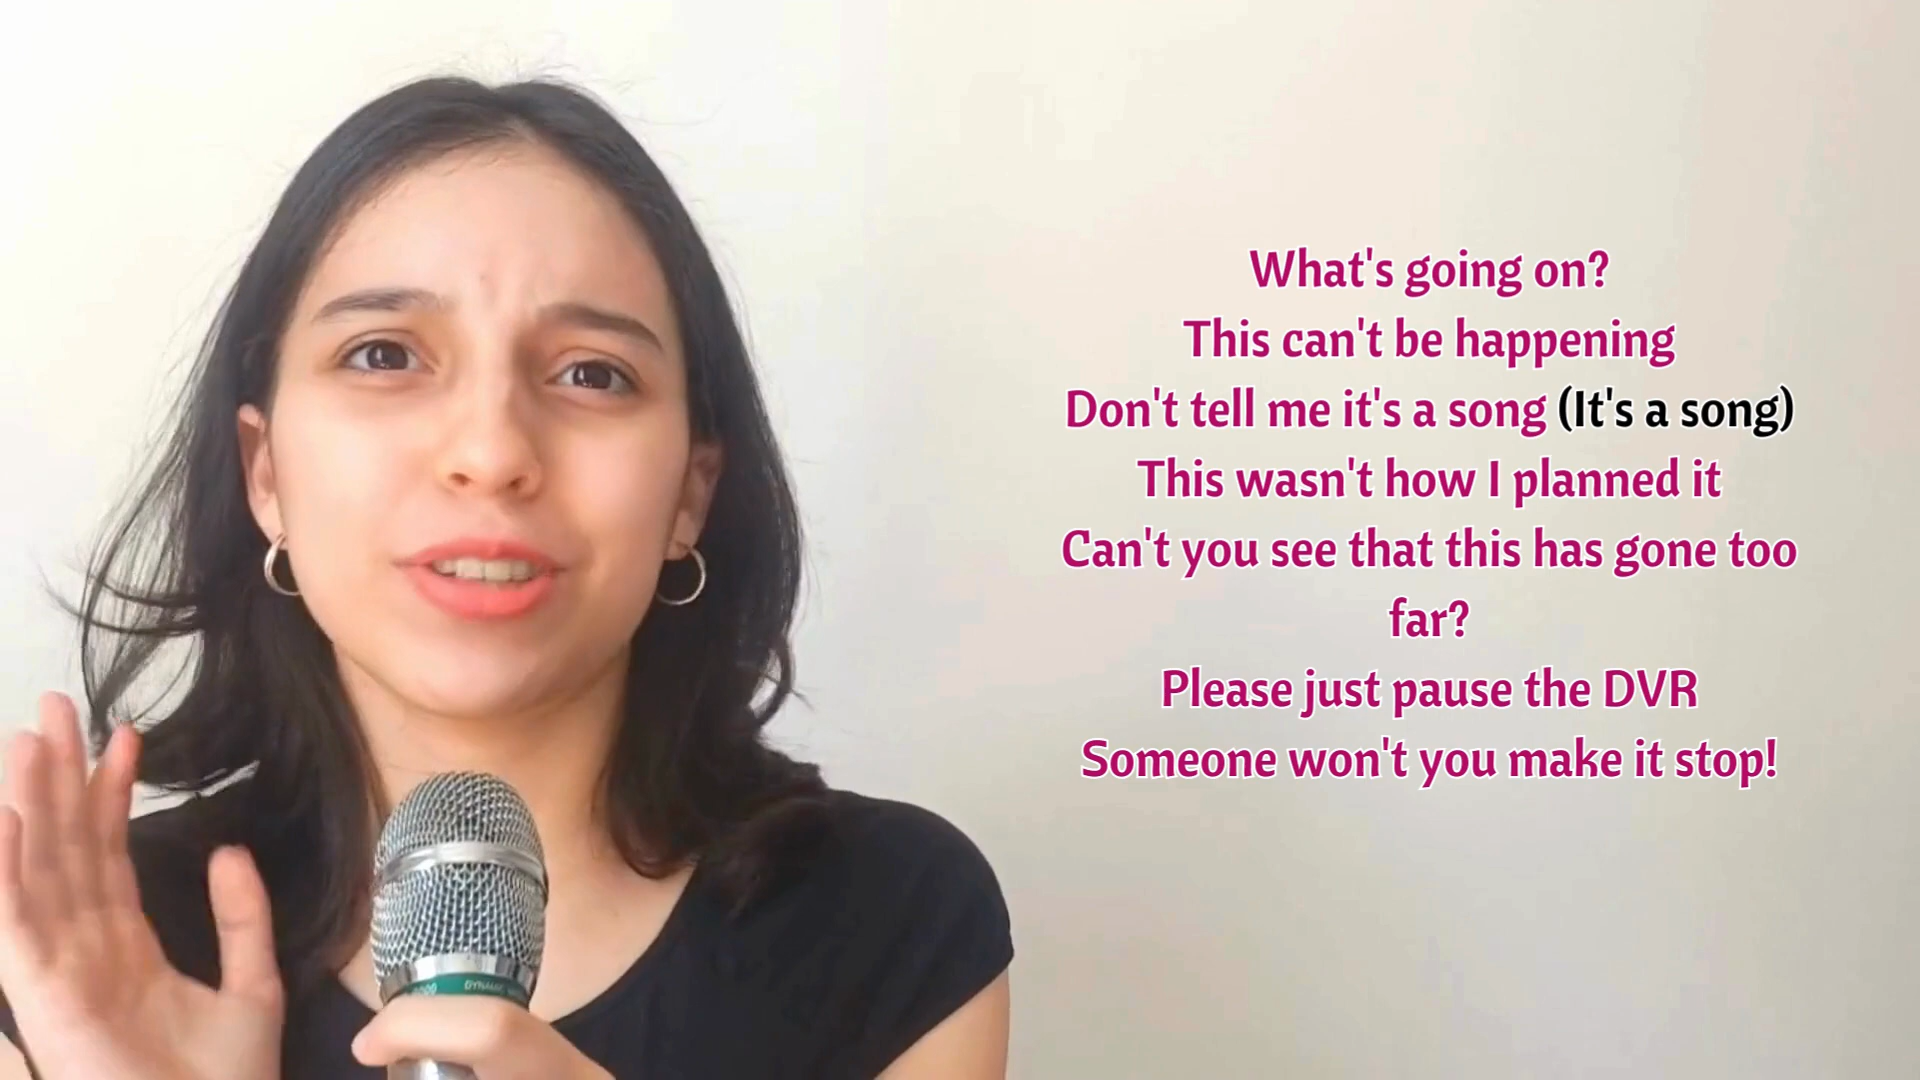 What's going on?
This can't be happening
Don't tell me it's a song (It's a song)
This wasn't how I planned it
Can't you see that this has gone too
far?
Please just pause the DVR
Someone won't you make it stop!
DYNAMIC